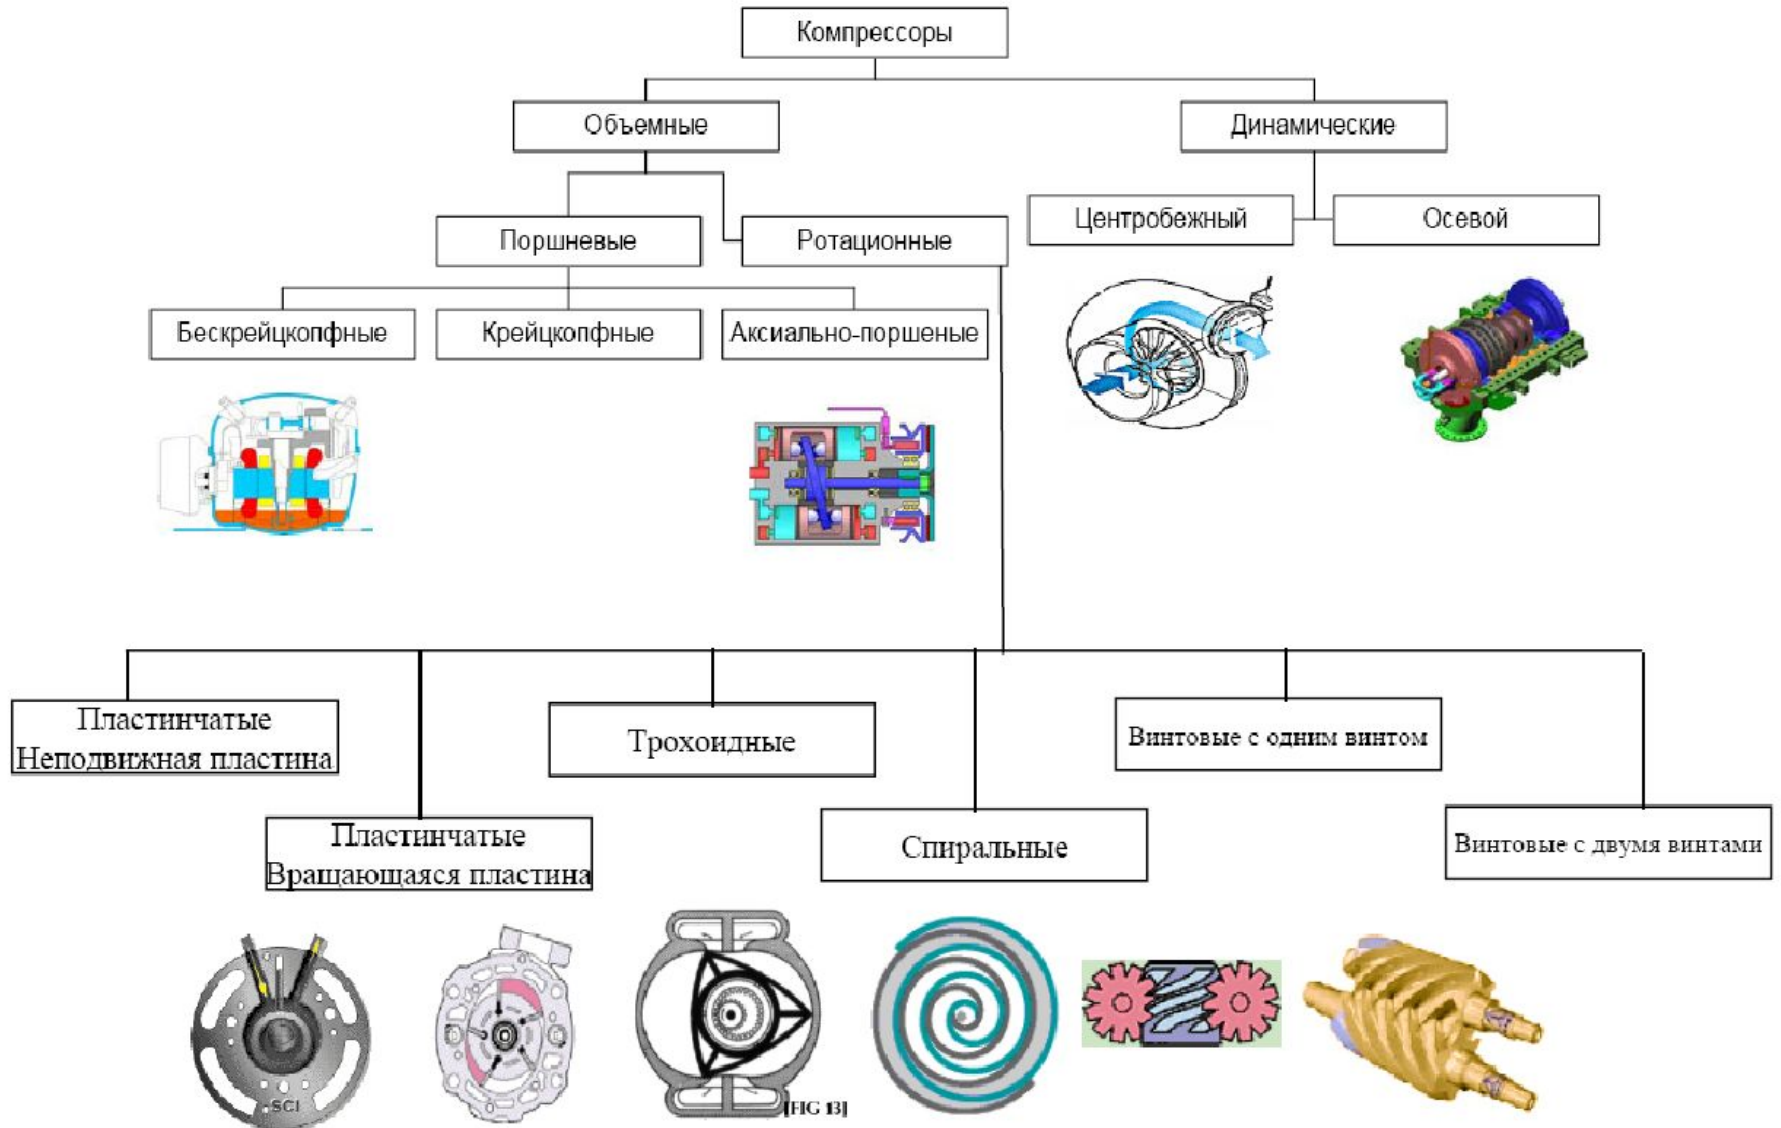 Компрессоры
Объемные
Динамические
Центробежный
Осевой
Поршневые
Ротационные
Бескрейцкопфные
Крейцкопфные
Аксиально-поршеные
Пластинчатые
Неподвижная пластина
Трохоидные
Винтовые с одним винтом
Пластинчатые
Вращающаяся пластина
Спиральные
Винтовые с двумя винтами
SCI
[FIG 13]